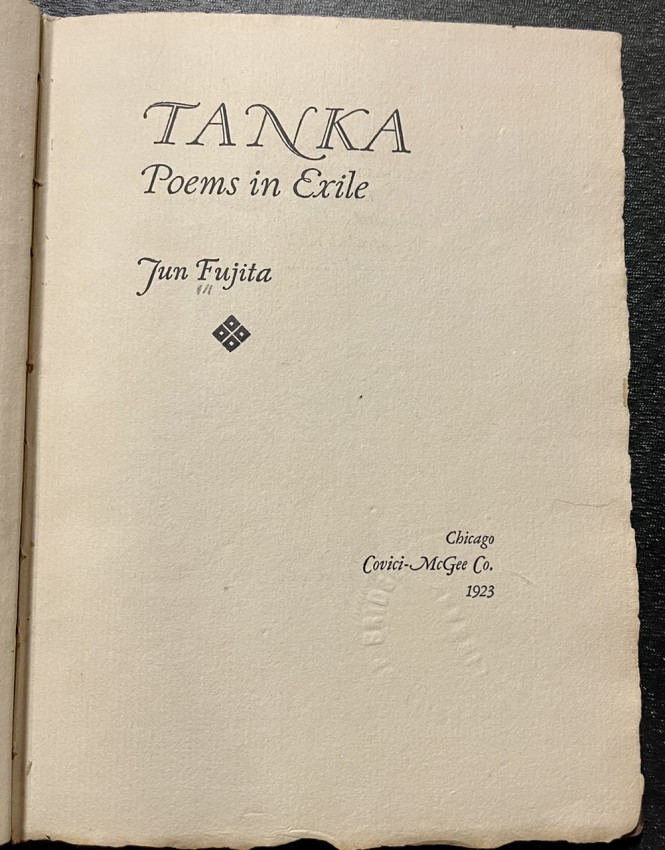 TANKA
Poems in Exile
Jun Fujita
Chicago
Covici-McGee Co.
1923